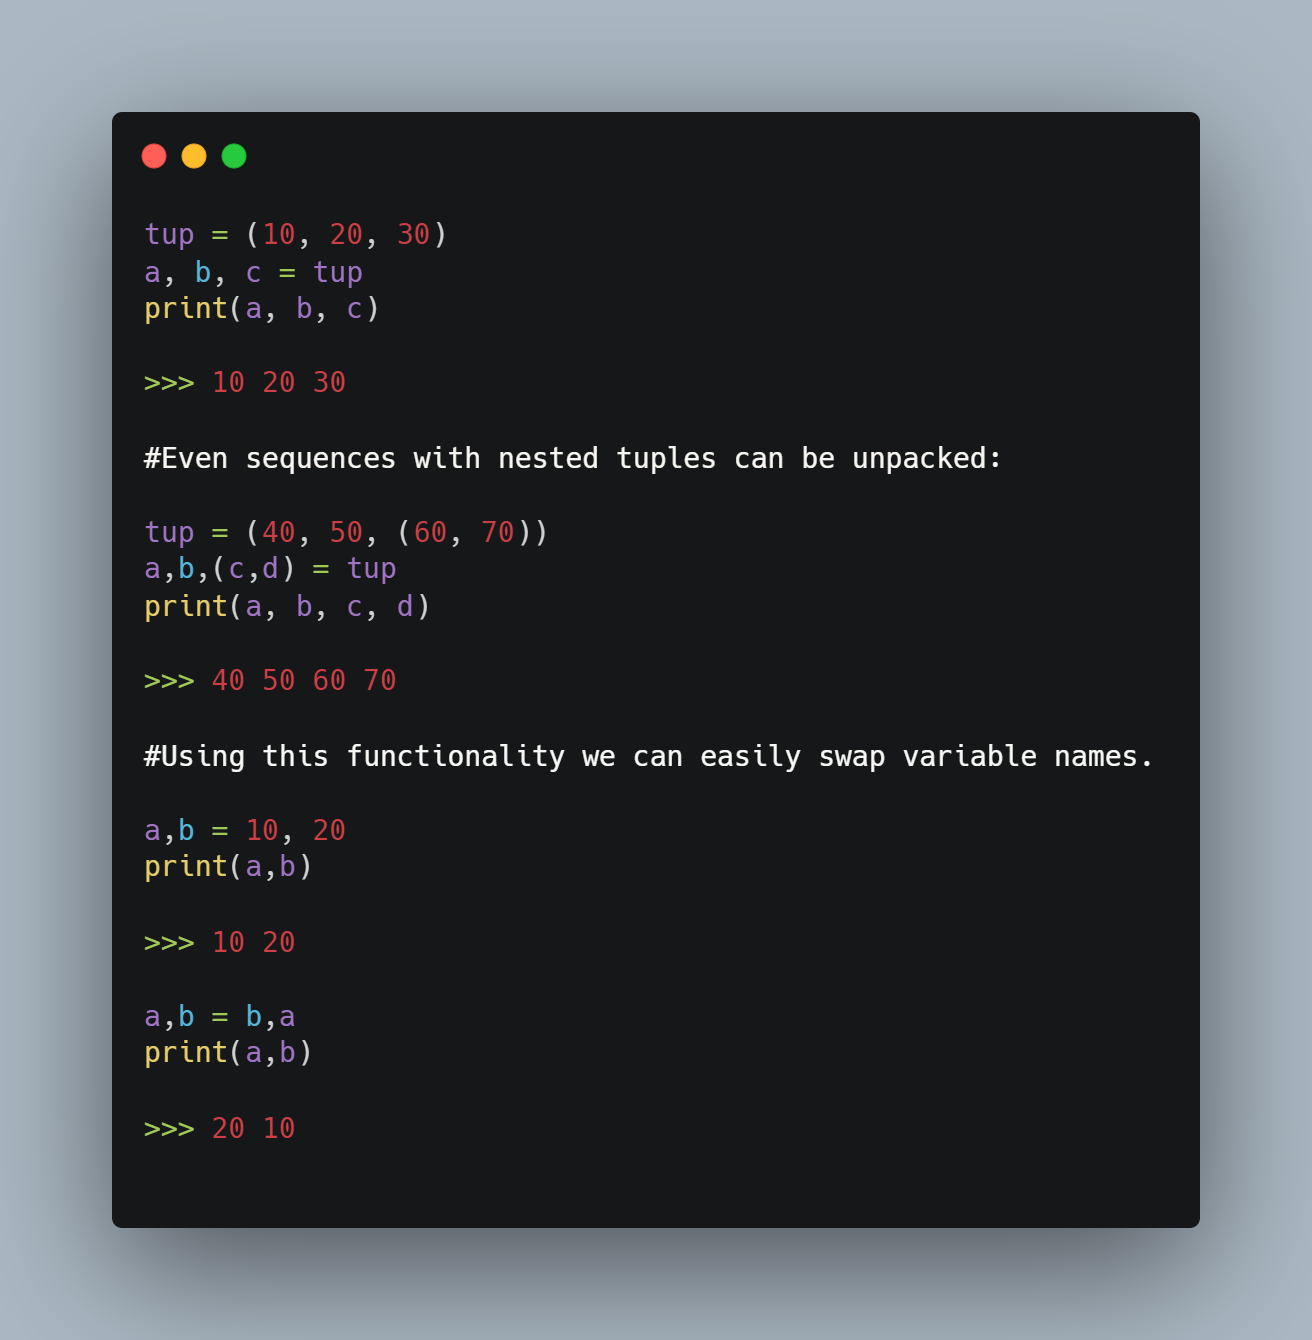 tup = (10, 20, 30)
a, b, c = tup
print(a, b, c)
>>> 10 20 30
#Even sequences with nested tuples can be unpacked:
tup = (40, 50, (60, 70))
a,b,(c,d) = tup
print(a, b, c, d)
>>> 40 50 60 70
#Using this functionality we can easily swap variable names.
a,b = 10, 20
print(a,b)
>>> 10 20
a,b = b,a
print(a,b)
>>> 20 10